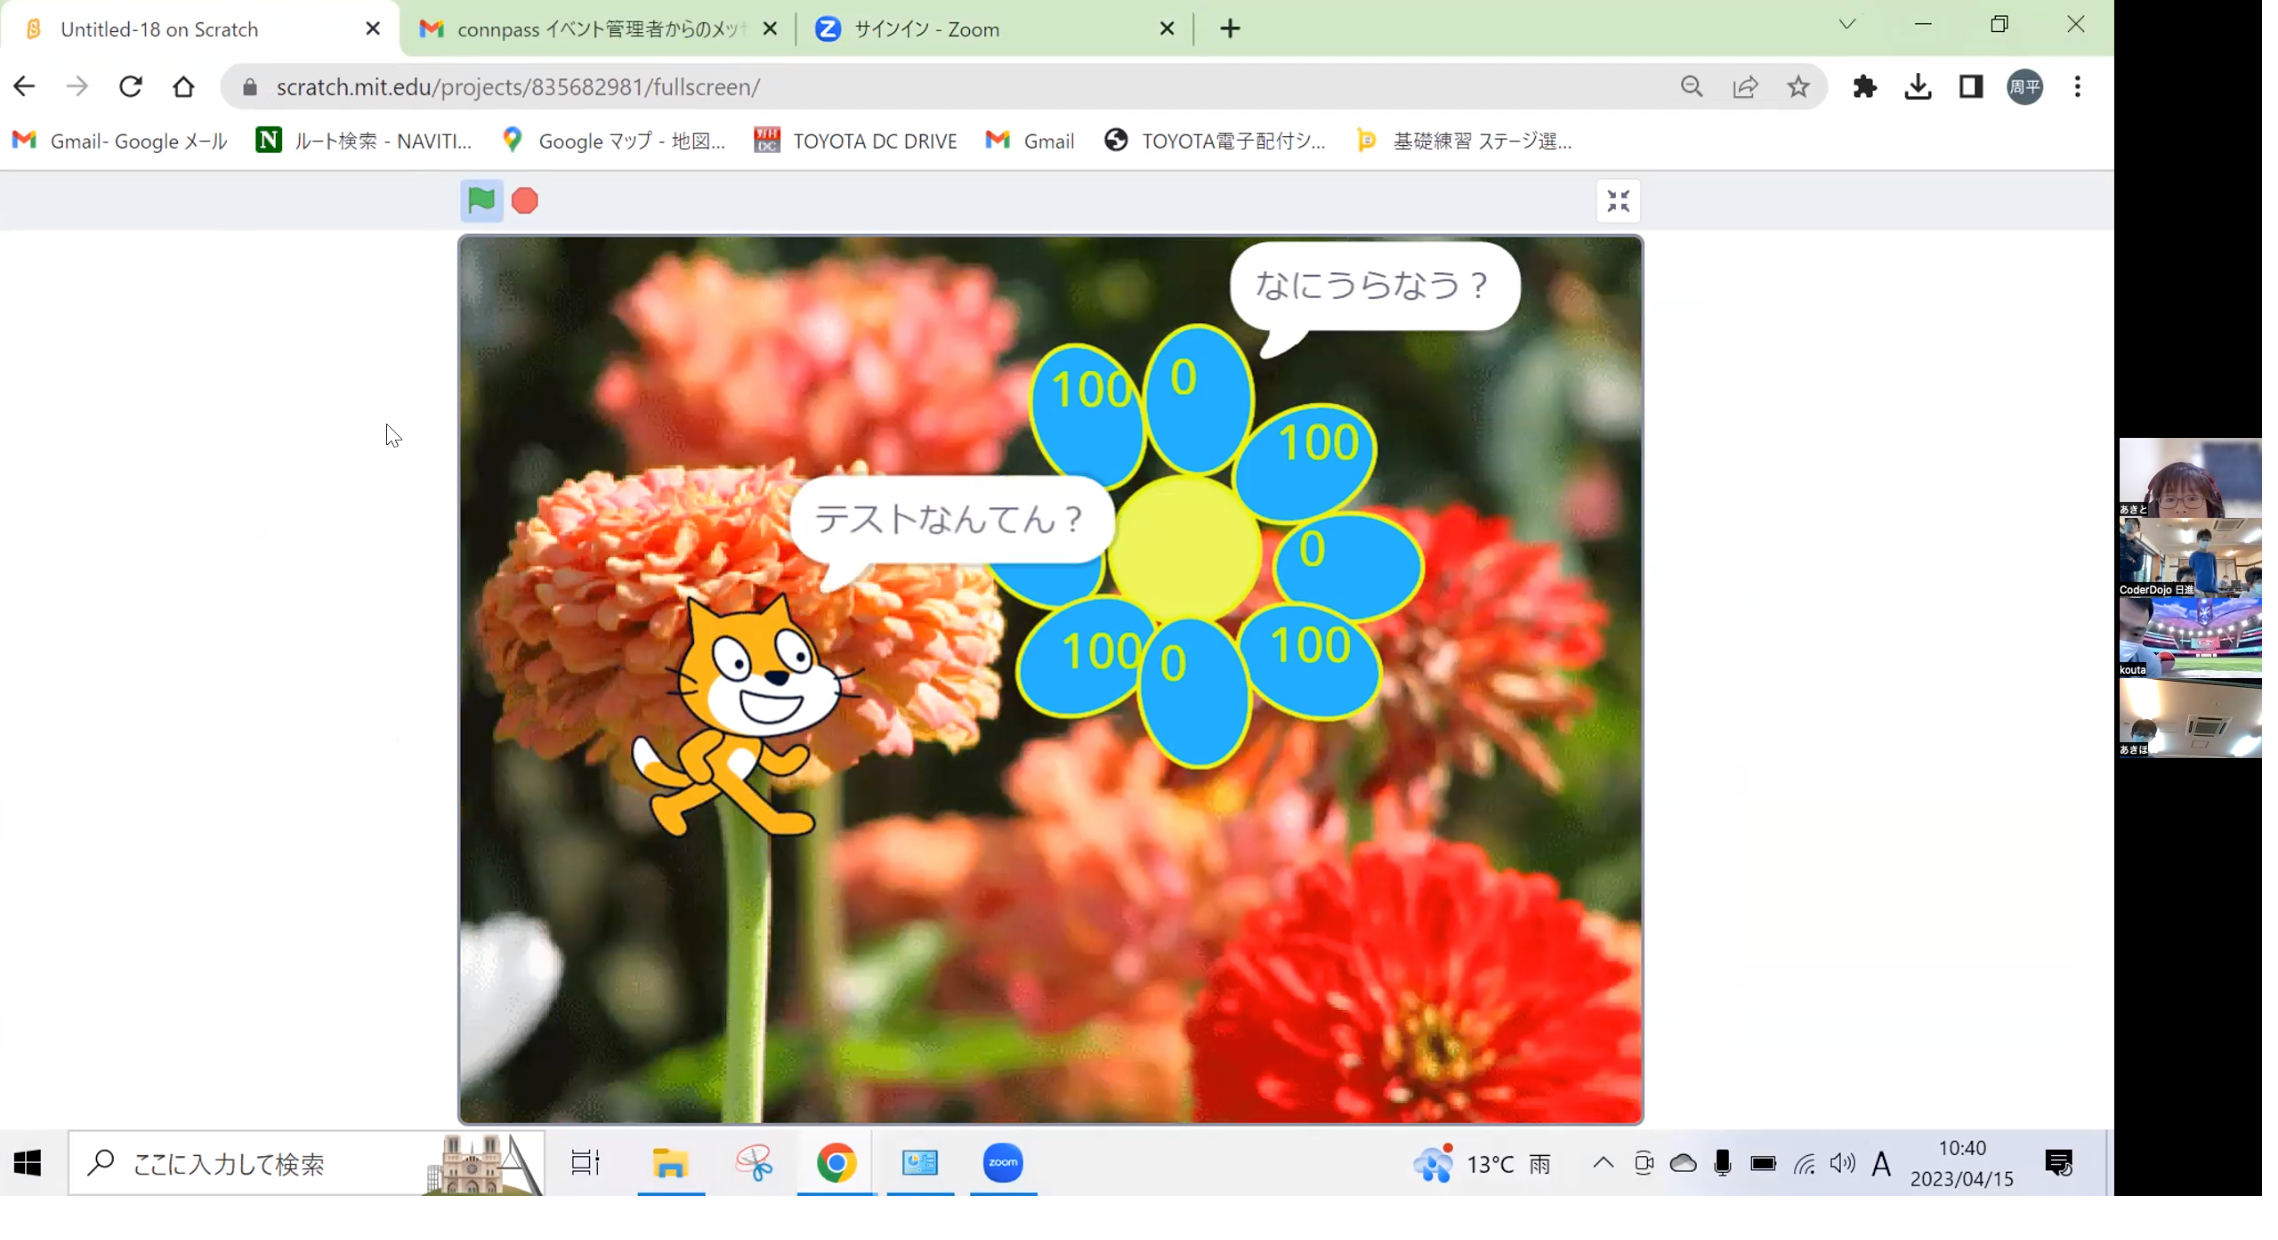 Untitled-18 on Scratch
connpass イベント管理者からのメッ
サインイン - Zoom
scratch.mit.edu/projects/835682981/fullscreen/
周平
Gmail- Google メール
N
ルート検索 - NAVITI...
Google マップ - 地図...
TOYOTA DC DRIVE
Gmail
TOYOTA電子配付シ...
基礎練習 ステージ選...
なにうらなう？
100
0
100
テストなんてん？
0
100
0
100
あきと
CoderDojo 日進
kouta
あきほ
ここに入力して検索
zoom
13°C 雨
A
10:40
2023/04/15